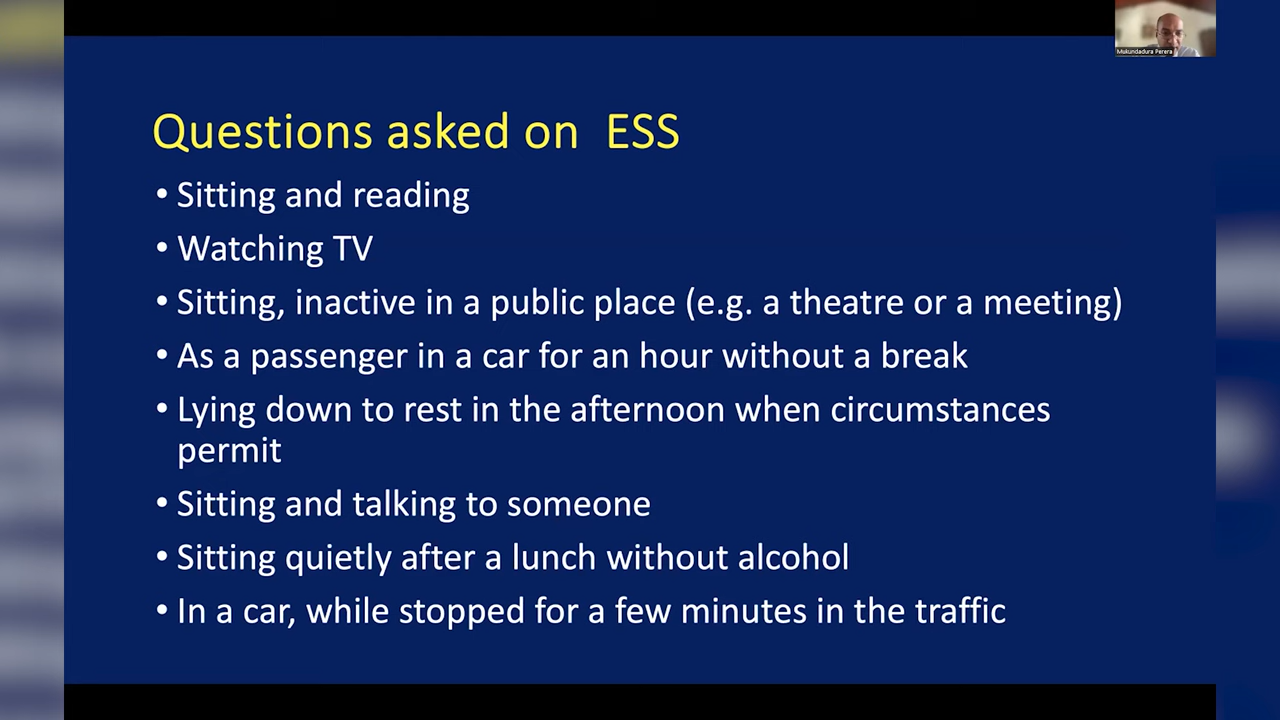 Mukundadura Perera
Questions asked on ESS
• Sitting and reading
• Watching TV
• Sitting, inactive in a public place (e.g. a theatre or a meeting)
• As a passenger in a car for an hour without a break
• Lying down to rest in the afternoon when circumstances
permit
• Sitting and talking to someone
• Sitting quietly after a lunch without alcohol
• In a car, while stopped for a few minutes in the traffic